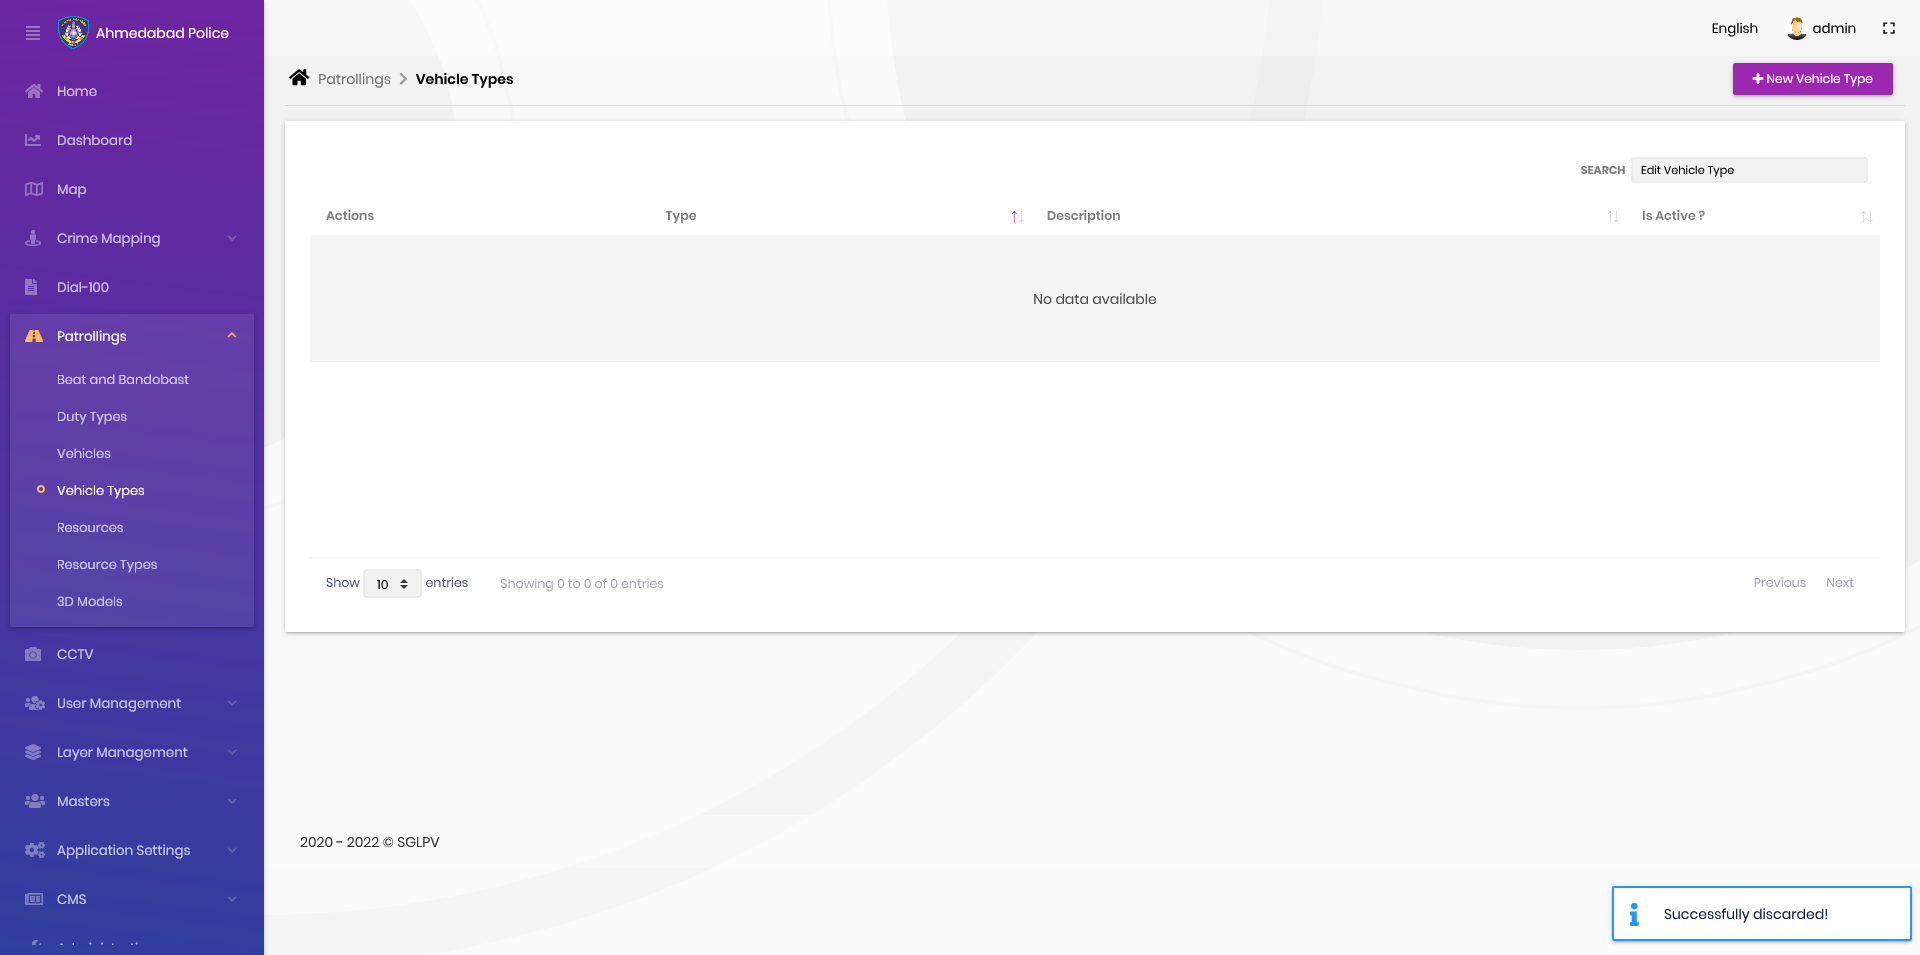 Ahmedabad Police
English
admin
Home
Dashboard
Map
Crime Mapping
Dial-100
Patrollings
Beat and Bandobast
Duty Types
Vehicles
Vehicle Types
Resources
Resource Types
3D Models
CCTV
User Management
Layer Management
Masters
Application Settings
CMS
Patrollings Vehicle Types
New Vehicle Type
SEARCH Edit Vehicle Type
Actions Type Description Is Active ?
No data available
Show 10 entries Showing 0 to 0 of 0 entries Previous Next
2020 - 2022 © SGLPV
Successfully discarded!